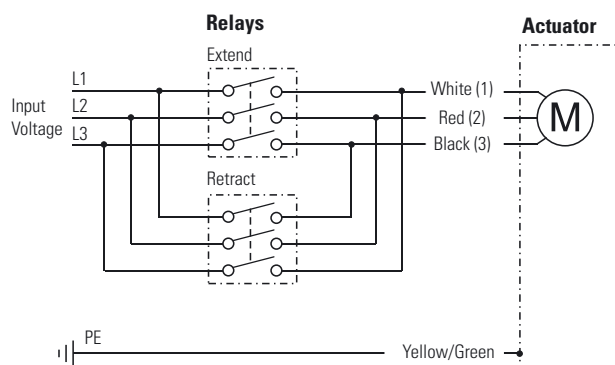 Relays
Actuator
Extend
L1
L2
L3
Input
Voltage
White (1)
Red (2)
Black (3)
M
Retract
PE
Yellow/Green